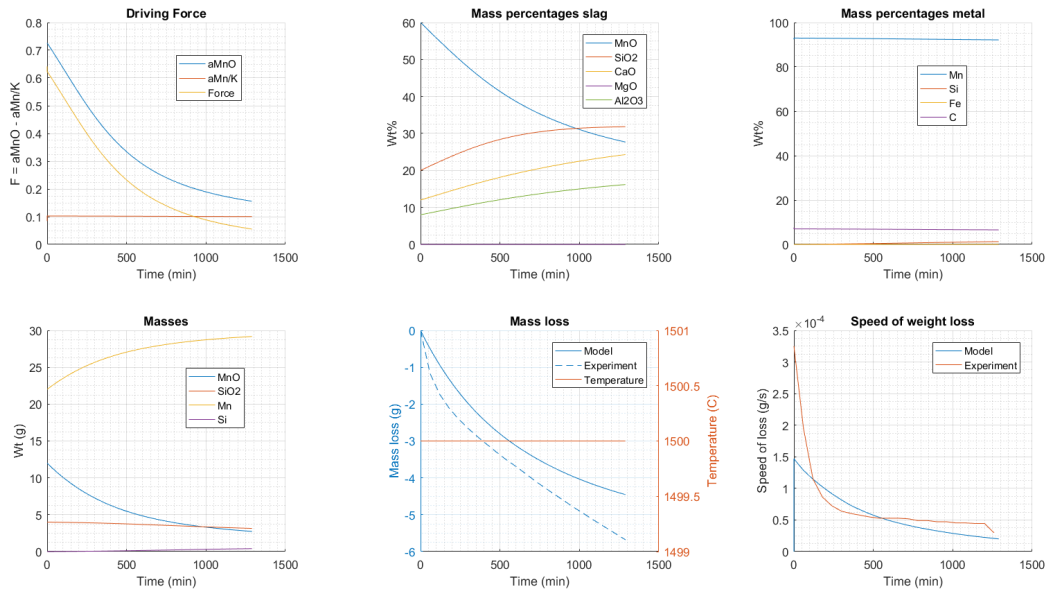 Driving Force
0.8
0.7
0.6
0.5
0.4
0.3
0.2
0.1
0
F = aMnO - aMn/K
aMnO
aMn/K
Force
0 500 1000 1500
Time (min)
Mass percentages slag
60
50
40
30
20
10
0
Wt%
MnO
SiO2
CaO
MgO
Al2O3
0 500 1000 1500
Time (min)
Mass percentages metal
100
80
60
40
20
0
Wt%
Mn
Si
Fe
C
0 500 1000 1500
Time (min)
Masses
30
25
20
15
10
5
0
Wt (g)
MnO
SiO2
Mn
Si
0 500 1000 1500
Time (min)
Mass loss
0
-1
-2
-3
-4
-5
-6
Mass loss (g)
Model
Experiment
Temperature
1501
1500.5
1500
1499.5
1499
Temperature (C)
0 500 1000 1500
Time (min)
Speed of weight loss
× 10-4
3.5
3
2.5
2
1.5
1
0.5
0
Speed of loss (g/s)
Model
Experiment
0 500 1000 1500
Time (min)